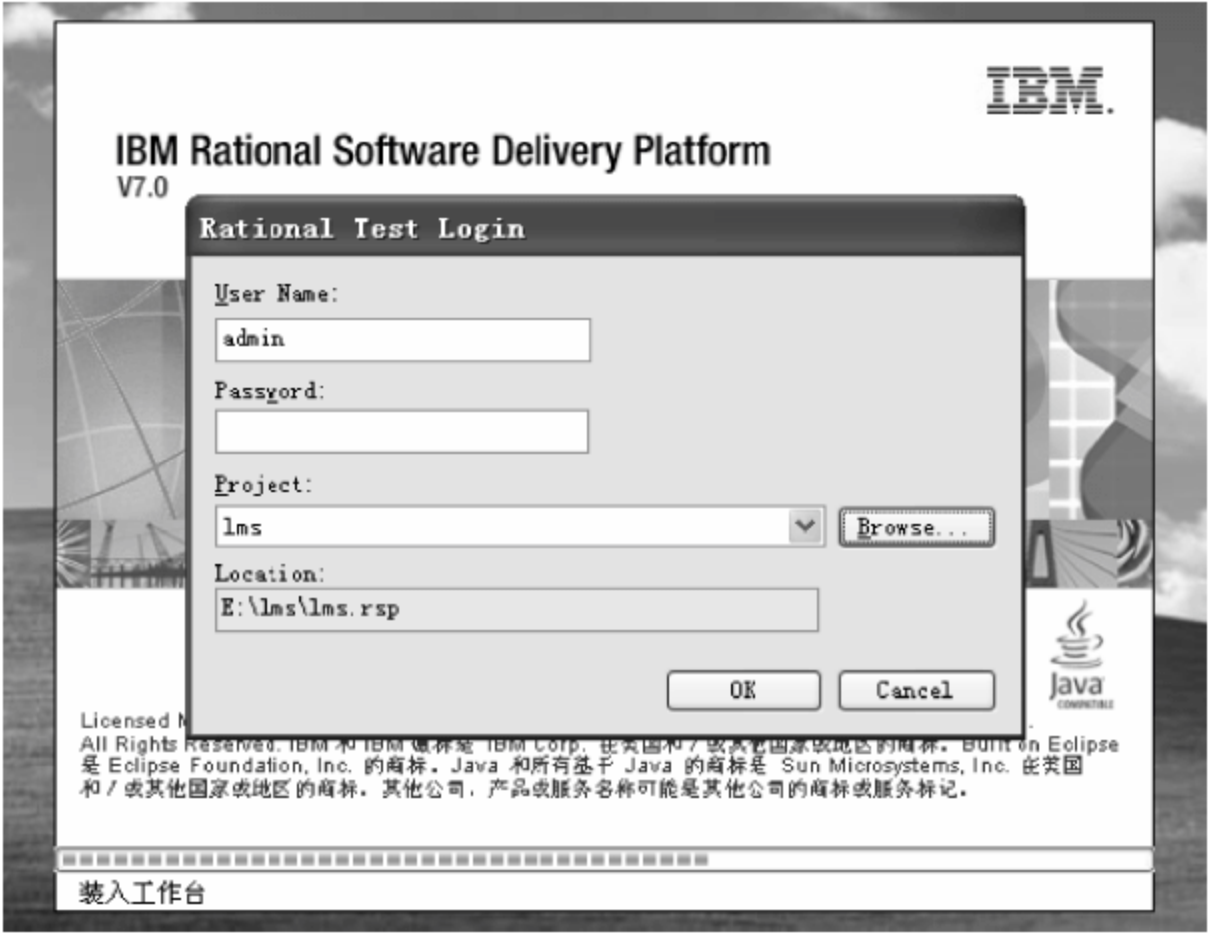 IBM.
IBM Rational Software Delivery Platform
V7.0
Rational Test Login
User Name:
admin
Password:
Project:
lms
Browse...
Location:
E:\lms\lms.rsp
OK
Cancel
Java
COMPATIBLE
Licensed M
All Rights Reserved. IBM 和 IBM 徽标是 IBM Corp. 在美国和 / 或其他国家或地区的商标。 Built on Eclipse
是 Eclipse Foundation, Inc. 的商标。Java 和所有基于 Java 的商标是 Sun Microsystems, Inc. 在美国
和 / 或其他国家或地区的商标。其他公司、产品或服务名称可能是其他公司的商标或服务标记。
装入工作台